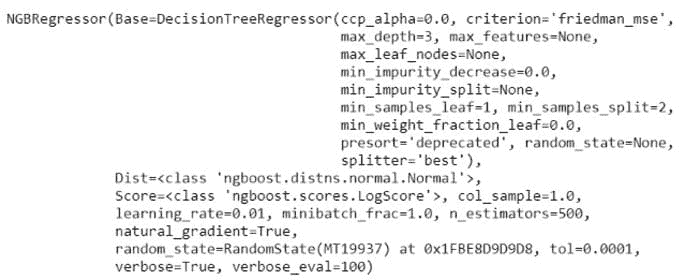 NGBRegressor(Base=DecisionTreeRegressor(ccp_alpha=0.0, criterion='friedman_mse',
max_depth=3, max_features=None,
max_leaf_nodes=None,
min_impurity_decrease=0.0,
min_impurity_split=None,
min_samples_leaf=1, min_samples_split=2,
min_weight_fraction_leaf=0.0,
presort='deprecated', random_state=None,
splitter='best'),
Dist=<class 'ngboost.distns.normal.Normal'>,
Score=<class 'ngboost.scores.LogScore'>, col_sample=1.0,
learning_rate=0.01, minibatch_frac=1.0, n_estimators=500,
natural_gradient=True,
random_state=RandomState(MT19937) at 0x1FBE8D9D9D8, tol=0.0001,
verbose=True, verbose_eval=100)